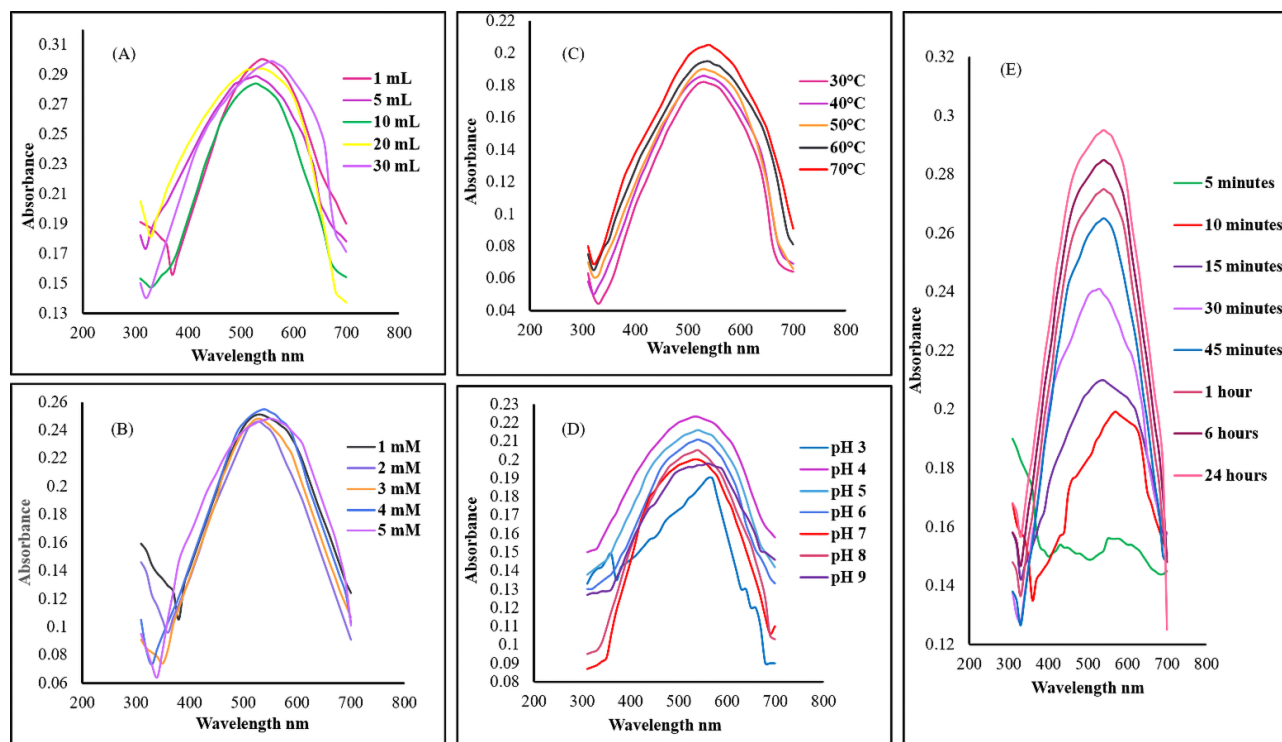 (A)
Absorbance
0.31
0.29
0.27
0.25
0.23
0.21
0.19
0.17
0.15
0.13
200 300 400 500 600 700 800
Wavelength nm
1 mL
5 mL
10 mL
20 mL
30 mL
(B)
Absorbance
0.26
0.24
0.22
0.2
0.18
0.16
0.14
0.12
0.1
0.08
0.06
200 300 400 500 600 700 800
Wavelength nm
1 mM
2 mM
3 mM
4 mM
5 mM
(C)
Absorbance
0.22
0.2
0.18
0.16
0.14
0.12
0.1
0.08
0.06
0.04
200 300 400 500 600 700 800
Wavelength nm
30°C
40°C
50°C
60°C
70°C
(D)
Absorbance
0.23
0.22
0.21
0.2
0.19
0.18
0.17
0.16
0.15
0.14
0.13
0.12
0.11
0.1
0.09
0.08
200 300 400 500 600 700 800
Wavelength nm
pH 3
pH 4
pH 5
pH 6
pH 7
pH 8
pH 9
(E)
Absorbance
0.32
0.3
0.28
0.26
0.24
0.22
0.2
0.18
0.16
0.14
0.12
200 300 400 500 600 700 800
Wavelength nm
5 minutes
10 minutes
15 minutes
30 minutes
45 minutes
1 hour
6 hours
24 hours